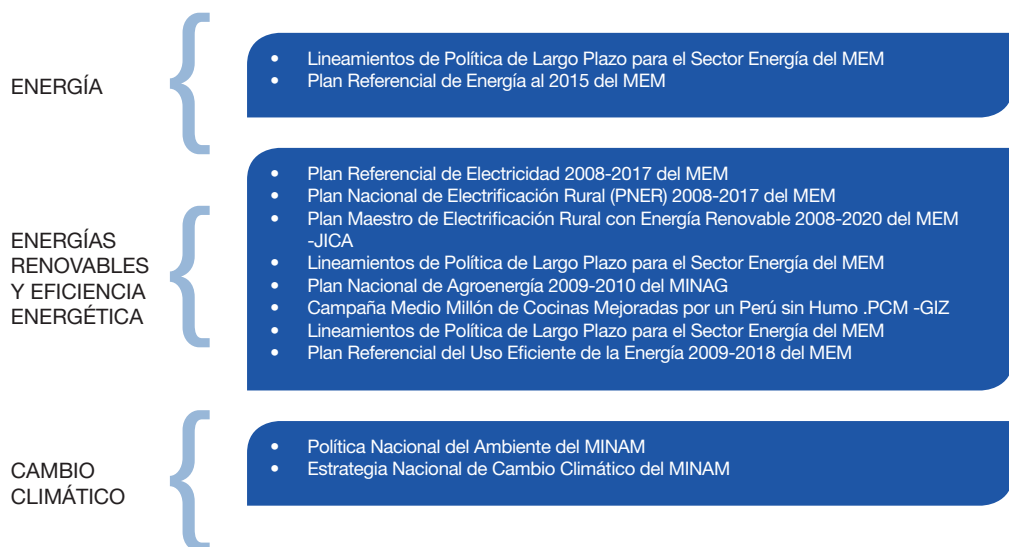 ENERGÍA
• Lineamientos de Política de Largo Plazo para el Sector Energía del MEM
• Plan Referencial de Energía al 2015 del MEM
ENERGÍAS
RENOVABLES
Y EFICIENCIA
ENERGÉTICA
• Plan Referencial de Electricidad 2008-2017 del MEM
• Plan Nacional de Electrificación Rural (PNER) 2008-2017 del MEM
• Plan Maestro de Electrificación Rural con Energía Renovable 2008-2020 del MEM
-JICA
• Lineamientos de Política de Largo Plazo para el Sector Energía del MEM
• Plan Nacional de Agroenergía 2009-2010 del MINAG
• Campaña Medio Millón de Cocinas Mejoradas por un Perú sin Humo .PCM -GIZ
• Lineamientos de Política de Largo Plazo para el Sector Energía del MEM
• Plan Referencial del Uso Eficiente de la Energía 2009-2018 del MEM
CAMBIO
CLIMÁTICO
• Política Nacional del Ambiente del MINAM
• Estrategia Nacional de Cambio Climático del MINAM